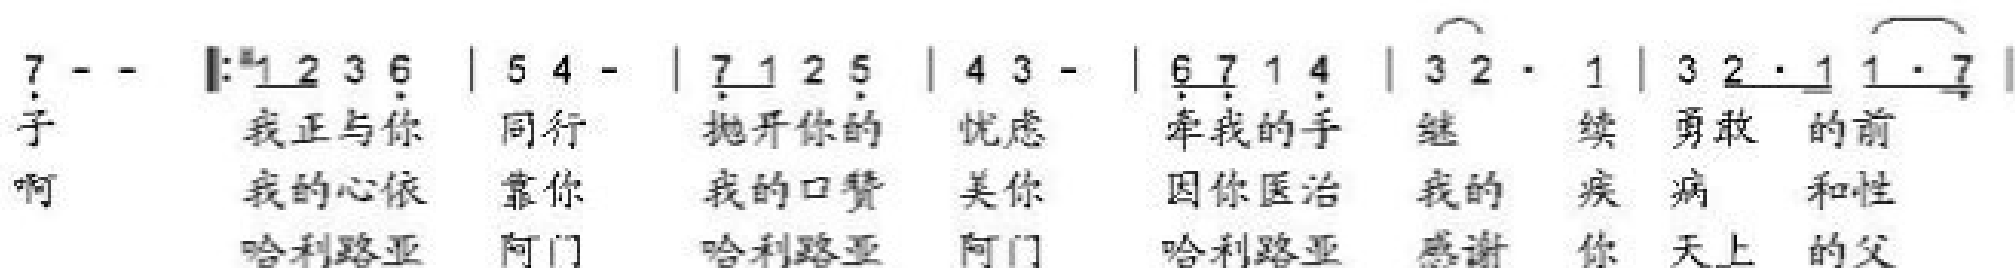 7 - - ‖: 1 2 3 6 | 5 4 - | 7 1 2 5 | 4 3 - | 6 7 1 4 | 3 2 · 1 | 3 2 · 1 1 · 7 |
子 我正与你 同行 抛开你的 忧虑 牵我的手 继 续 勇敢 的前
啊 我的心依 靠你 我的口赞 美你 因你医治 我的 疾 病 和性
哈利路亚 阿门 哈利路亚 阿门 哈利路亚 感谢 你 天上 的父